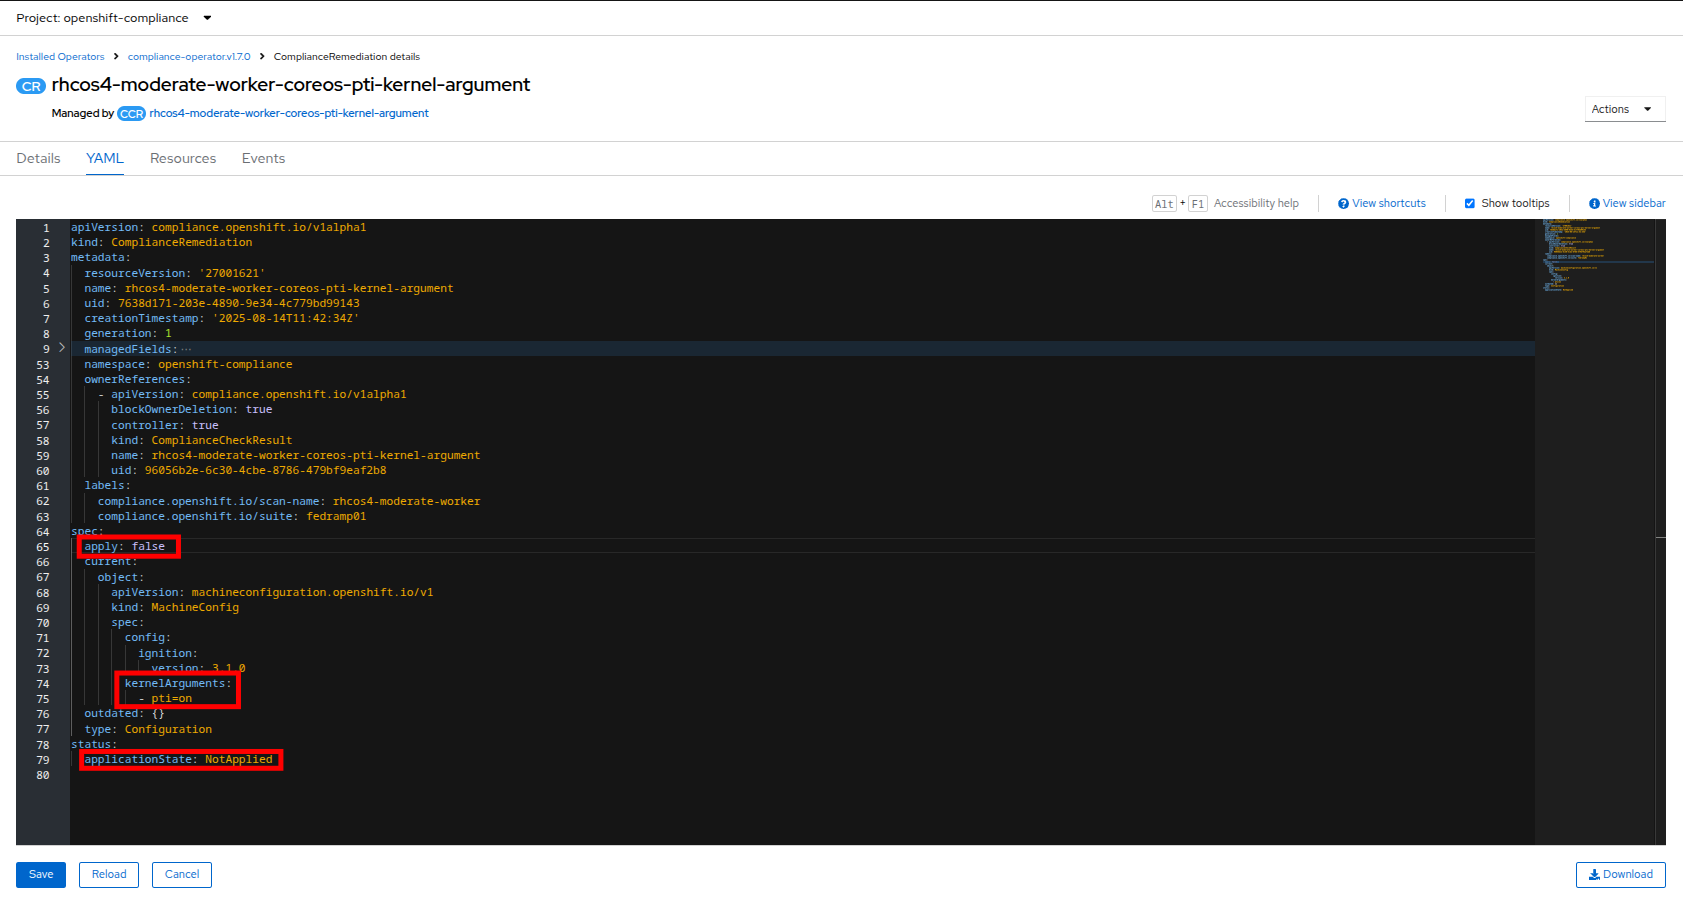 Project: openshift-compliance
Installed Operators > compliance-operator.v1.7.0 > ComplianceRemediation details
CR rhcos4-moderate-worker-coreos-pti-kernel-argument
Managed by CCR rhcos4-moderate-worker-coreos-pti-kernel-argument
Actions
Details YAML Resources Events
Alt + F1 Accessibility help View shortcuts Show tooltips View sidebar
1 apiVersion: compliance.openshift.io/v1alpha1
2 kind: ComplianceRemediation
3 metadata:
4 resourceVersion: '27001621'
5 name: rhcos4-moderate-worker-coreos-pti-kernel-argument
6 uid: 7638d171-203e-4890-9e34-4c779bd99143
7 creationTimestamp: '2025-08-14T11:42:34Z'
8 generation: 1
9 managedFields: ...
53 namespace: openshift-compliance
54 ownerReferences:
55 - apiVersion: compliance.openshift.io/v1alpha1
56 blockOwnerDeletion: true
57 controller: true
58 kind: ComplianceCheckResult
59 name: rhcos4-moderate-worker-coreos-pti-kernel-argument
60 uid: 96056b2e-6c30-4cbe-8786-479bf9eaf2b8
61 labels:
62 compliance.openshift.io/scan-name: rhcos4-moderate-worker
63 compliance.openshift.io/suite: fedramp01
64 spec:
65 apply: false
66 current:
67 object:
68 apiVersion: machineconfiguration.openshift.io/v1
69 kind: MachineConfig
70 spec:
71 config:
72 ignition:
73 version: 3.1.0
74 kernelArguments:
75 - pti=on
76 outdated: {}
77 type: Configuration
78 status:
79 applicationState: NotApplied
80
Save Reload Cancel Download